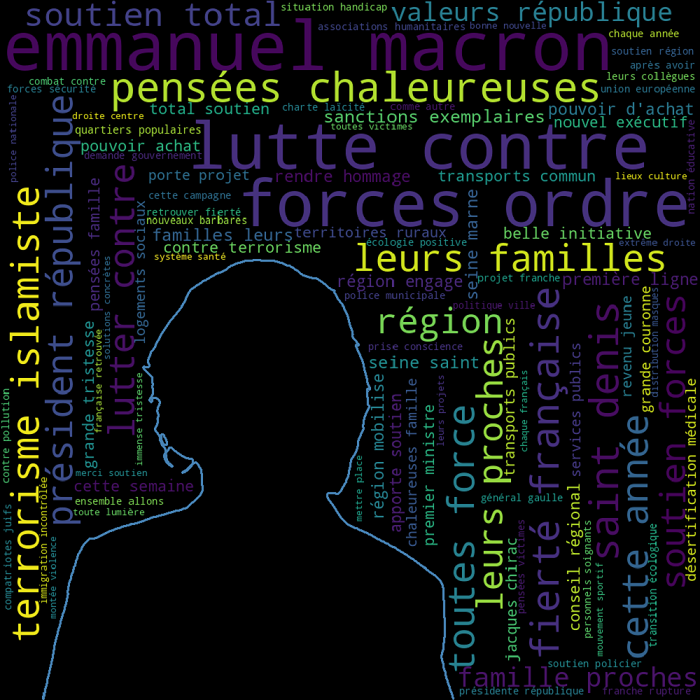 situation handicap
soutien total
valeurs république
associations humanitaires
bonne nouvelle
emmanuel macron
chaque année
soutien région
après avoir
combat contre
leurs collègues
forces sécurité
pensées chaleureuses
union européenne
total soutien
charte laïcité
comme autre
pouvoir d'achat
droite centre
sanctions exemplaires
nouvel exécutif
quartiers populaires
toutes victimes
lutte contre
pouvoir achat
demande gouvernement
porte projet
rendre hommage
transports commun
lieux culture
cette campagne
forces ordre
retrouver fierté
nouveaux barbares
familles leurs
territoires ruraux
belle initiative
contre terrorisme
écologie positive
extrême droite
système santé
leurs familles
région engage
projet franche
première ligne
police municipale
politique ville
région
prise conscience
seine saint
police nationale
président république
pensées famille
lutter contre
logements sociaux
seine marne
nation éducative
terrorisme islamiste
grande tristesse
française retrouvée
solutions concrètes
immense tristesse
contre pollution
immigration incontrôlée
compatriotes juifs
montée violence
merci soutien
cette semaine
ensemble allons
toute lumière
région mobilise
mettre place
apporte soutien
chaleureuses famille
premier ministre
leurs projets
toutes force
leurs proches
transports publics
chaque français
jacques chirac
pensées victimes
fierté française
services publics
conseil régional
personnels soignants
mouvement sportif
saint denis
revenu jeune
cette année
grande couronne
distribution masques
transition écologique
soutien forces
désertification médicale
général gaulle
soutien policier
famille proches
présidente république
franche rupture